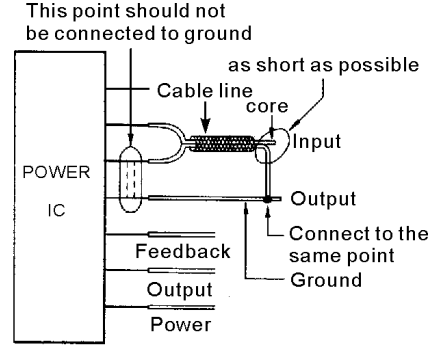 This point should not
be connected to ground
as short as possible
Cable line
core
Input
POWER
IC
Output
Connect to the
same point
Feedback
Ground
Output
Power